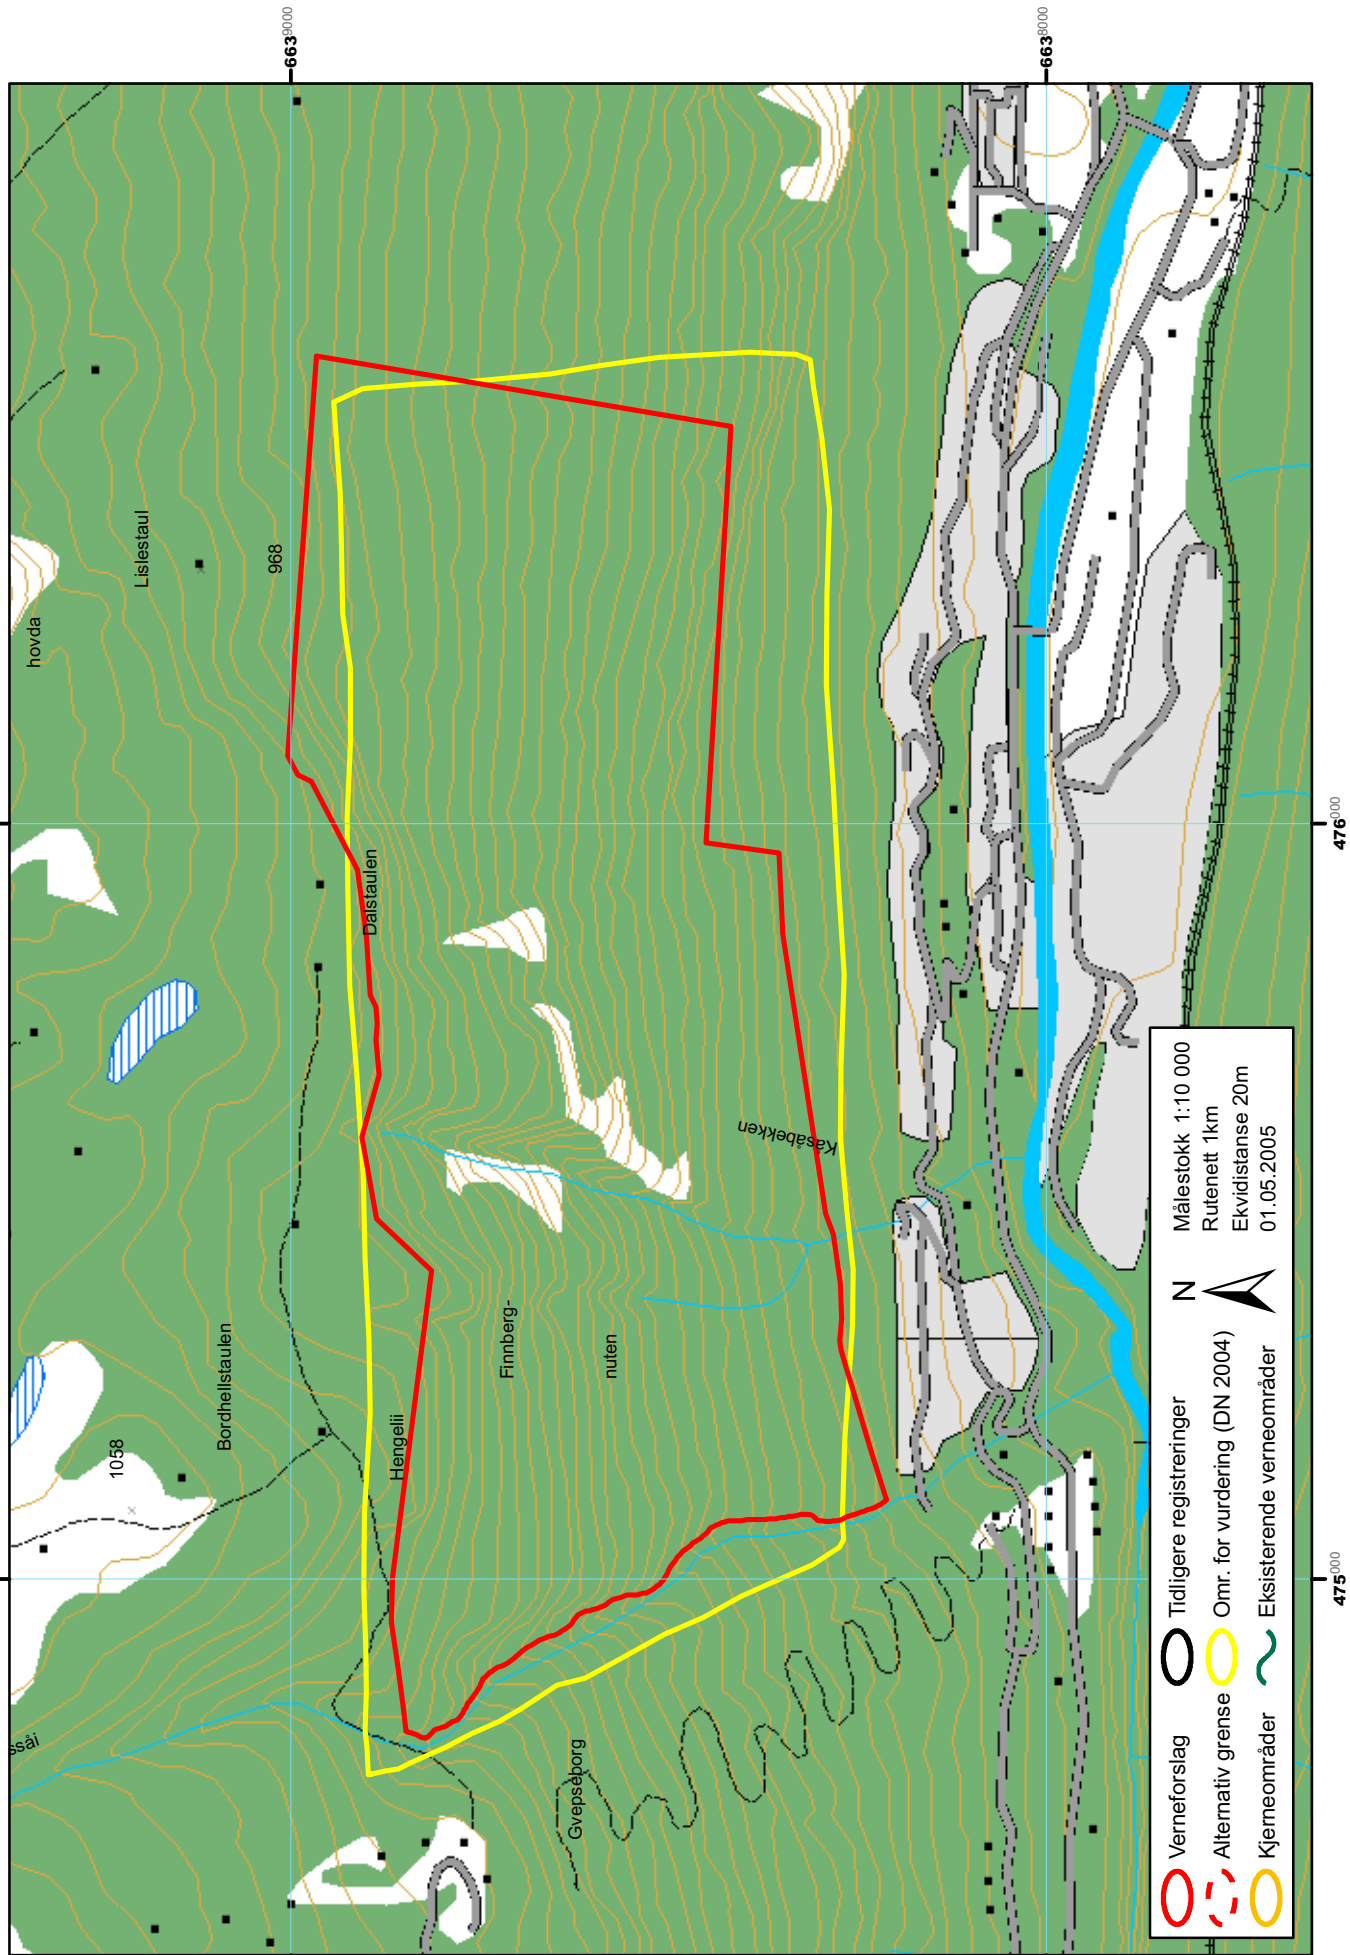 6639000
6638000
476000
475000
hovda
Lislestaul
968
Dalstaulen
1058
Bordhellstaulen
Hengelii
Finnberg-
nuten
Kåsåbekken
Gvepseborg
ssåi
Verneforslag
Alternativ grense
Kjerneområder
Tidligere registreringer
Omr. for vurdering (DN 2004)
Eksisterende verneområder
N
Målestokk 1:10 000
Rutenett 1km
Ekvidistanse 20m
01.05.2005